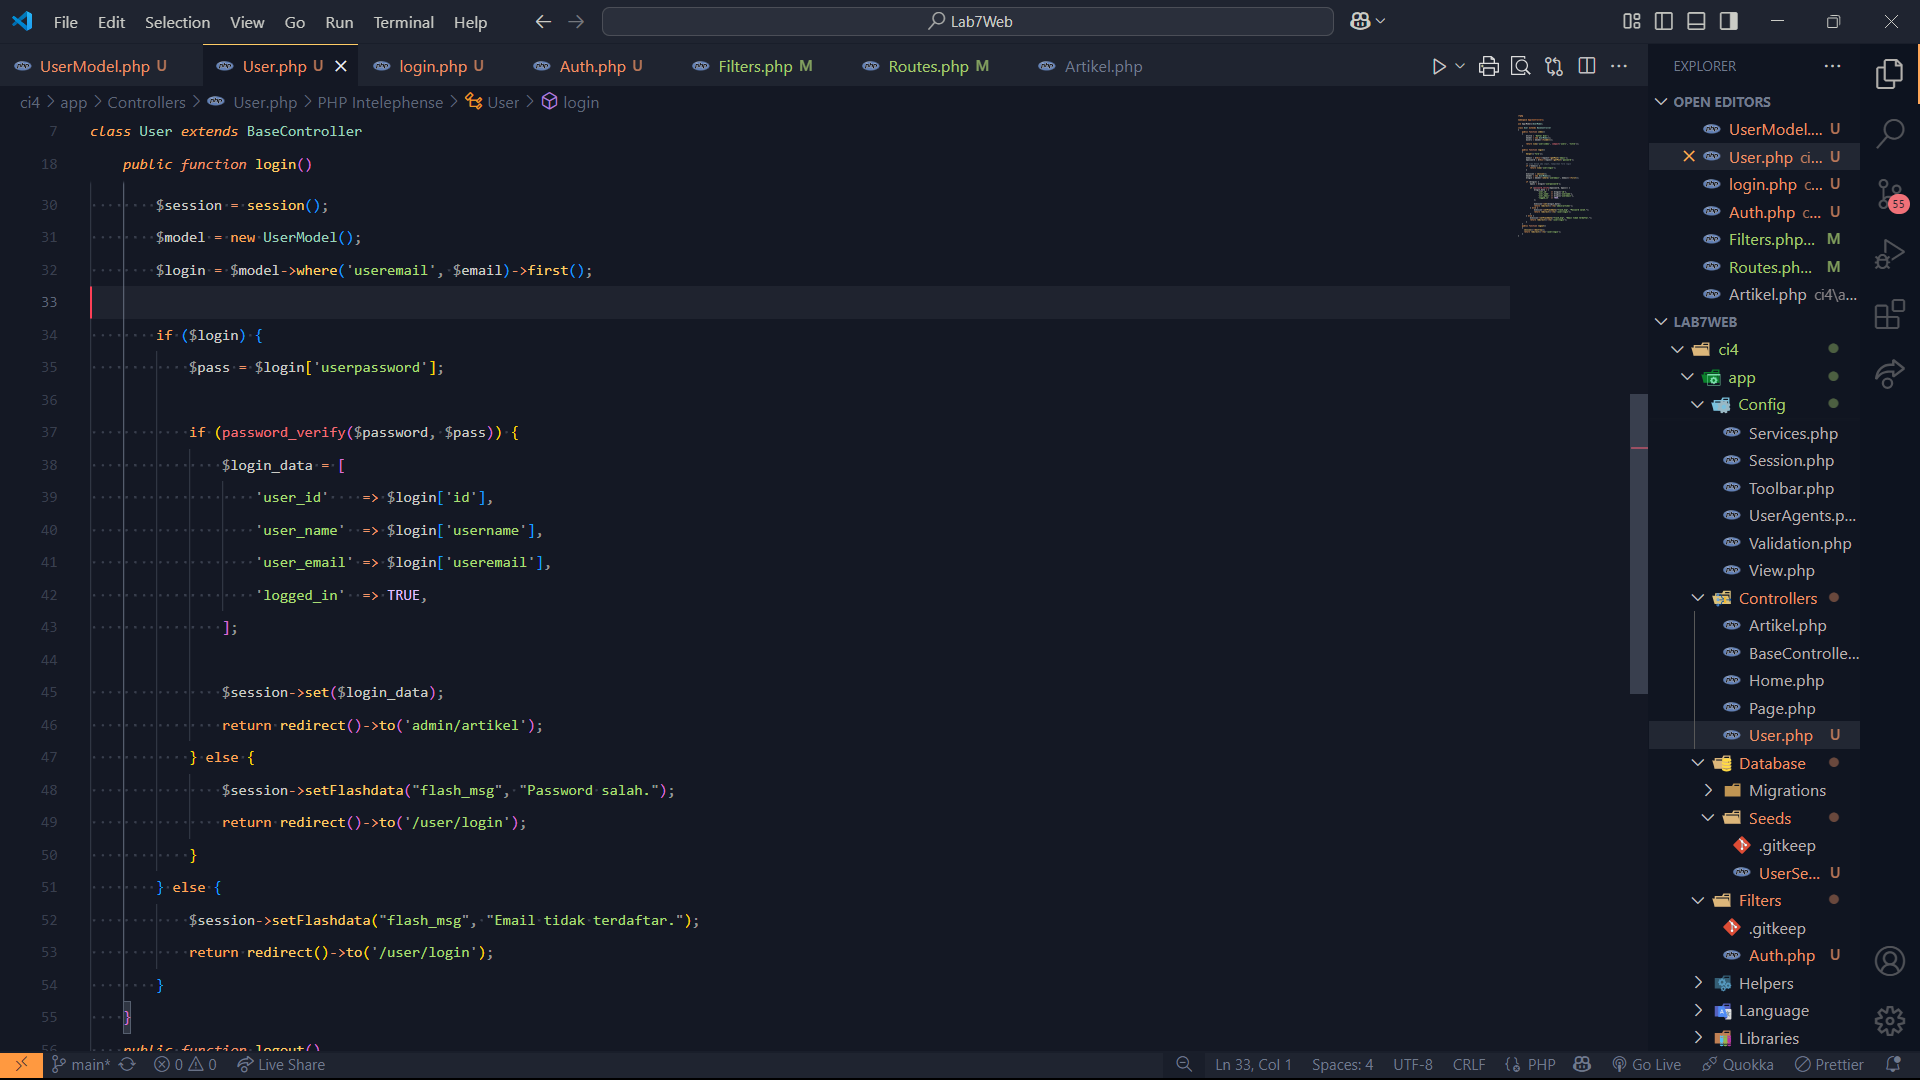 File Edit Selection View Go Run Terminal Help
Lab7Web
UserModel.php U
User.php U
login.php U
Auth.php U
Filters.php M
Routes.php M
Artikel.php
ci4 > app > Controllers > User.php > PHP Intelephense > User > login
7 class User extends BaseController
18 public function login()
30 $session = session();
31 $model = new UserModel();
32 $login = $model->where('useremail', $email)->first();
33
34 if ($login) {
35 $pass = $login['userpassword'];
36
37 if (password_verify($password, $pass)) {
38 $login_data = [
39 'user_id' => $login['id'],
40 'user_name' => $login['username'],
41 'user_email' => $login['useremail'],
42 'logged_in' => TRUE,
43 ];
44
45 $session->set($login_data);
46 return redirect()->to('admin/artikel');
47 } else {
48 $session->setFlashdata("flash_msg", "Password salah.");
49 return redirect()->to('/user/login');
50 }
51 } else {
52 $session->setFlashdata("flash_msg", "Email tidak terdaftar.");
53 return redirect()->to('/user/login');
54 }
55 }
56 public function logout()
EXPLORER
OPEN EDITORS
UserModel.... U
User.php ci... U
login.php c... U
Auth.php c... U
Filters.php... M
Routes.ph... M
Artikel.php ci4\a...
LAB7WEB
ci4
app
Config
Services.php
Session.php
Toolbar.php
UserAgents.p...
Validation.php
View.php
Controllers
Artikel.php
BaseControlle...
Home.php
Page.php
User.php U
Database
Migrations
Seeds
.gitkeep
UserSe... U
Filters
.gitkeep
Auth.php U
Helpers
Language
Libraries
55
main* 0 0 Live Share
Ln 33, Col 1 Spaces: 4 UTF-8 CRLF {} PHP Go Live Quokka Prettier